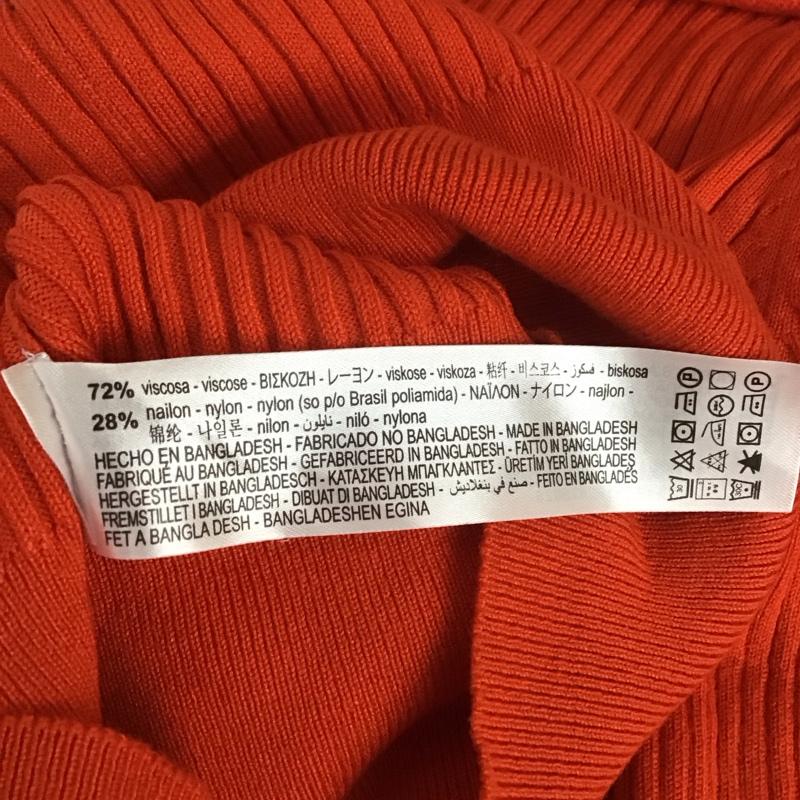 72% viscosa - viscose - ΒΙΣΚΟΖΗ - レーヨン - viskose - viskoza - 粘纤 - 비스코스 - فسكوز - biskosa
28% nailon - nylon - nylon (so p/o Brasil poliamida) - ΝΑΪΛΟΝ - ナイロン - najlon -
锦纶 - 나일론 - nilon - نايلون - niló - nylona
HECHO EN BANGLADESH - FABRICADO NO BANGLADESH - MADE IN BANGLADESH
FABRIQUÉ AU BANGLADESH - GEFABRICEERD IN BANGLADESH - FATTO IN BANGLADESH
HERGESTELLT IN BANGLADESCH - ΚΑΤΑΣΚΕΥΗ ΜΠΑΓΚΛΑΝΤΕΣ - ÜRETİM YERİ BANGLADEŞ
FREMSTILLET I BANGLADESH - DIBUAT DI BANGLADESH - صنع في بنغلاديش - FEITO EN BANGLADÉS
FET A BANGLA DESH - BANGLADESHEN EGINA